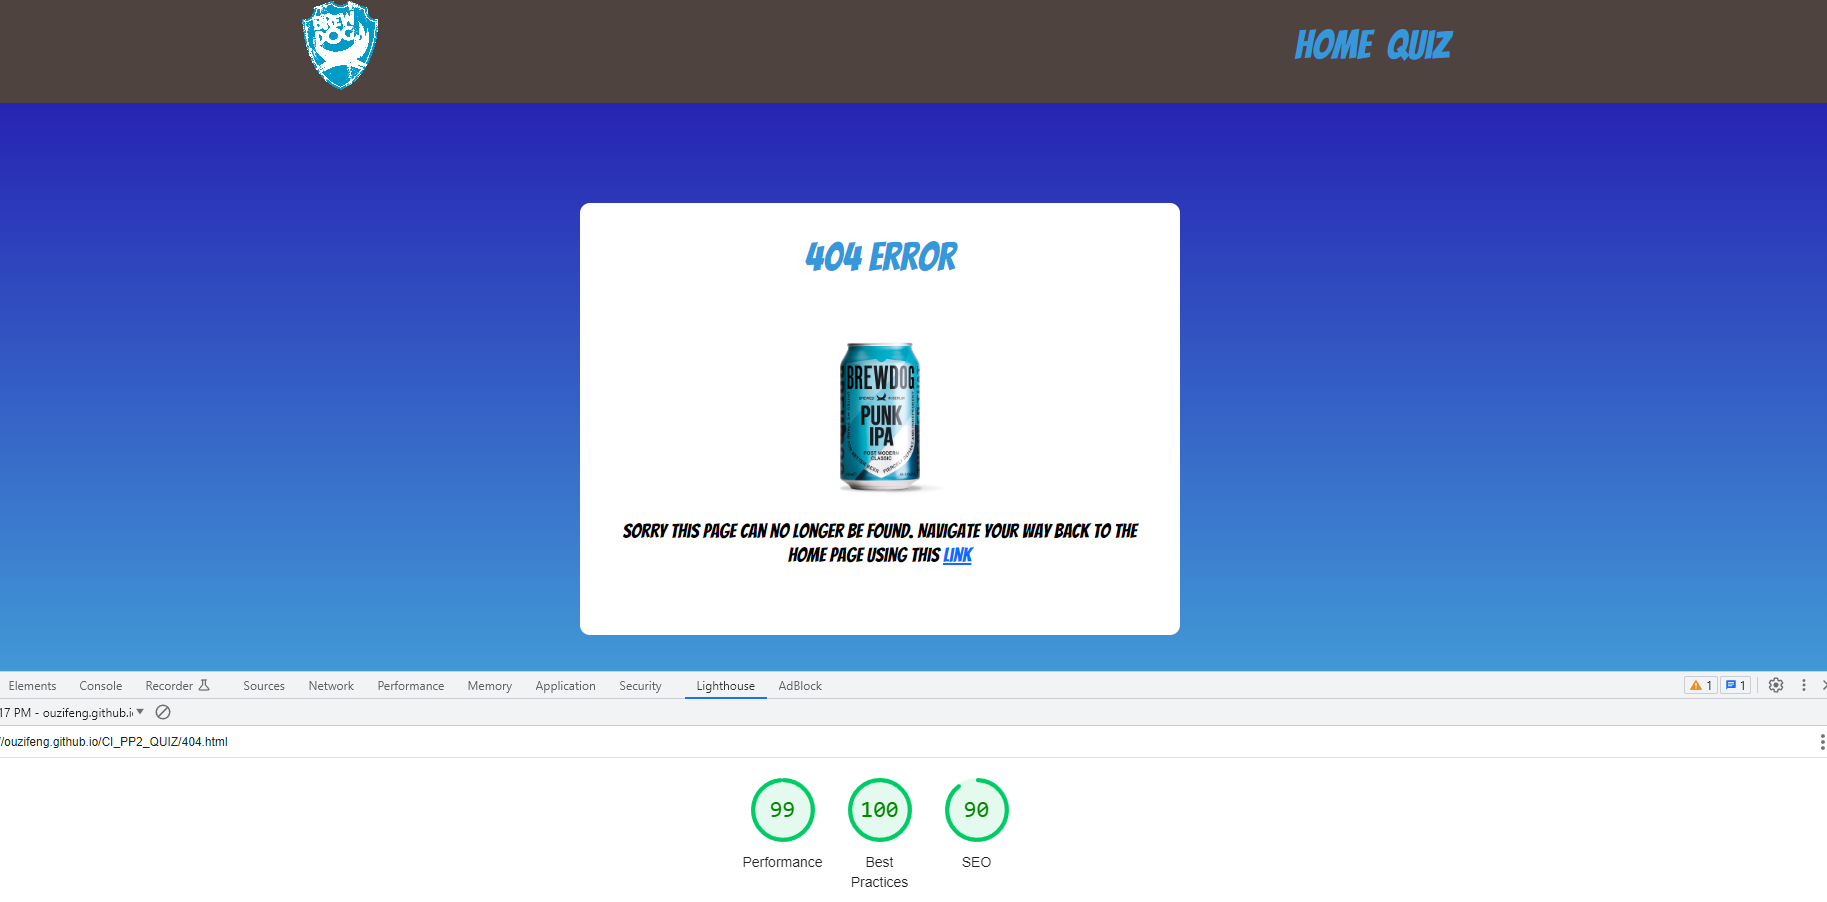 BREW
DOG
HOME QUIZ
404 ERROR
BREWDOG
PUNK
IPA
POST MODERN
CLASSIC
SORRY THIS PAGE CAN NO LONGER BE FOUND. NAVIGATE YOUR WAY BACK TO THE
HOME PAGE USING THIS LINK
Elements Console Recorder Sources Network Performance Memory Application Security Lighthouse AdBlock 1 1
17 PM - ouzifeng.github.i
/ouzifeng.github.io/CI_PP2_QUIZ/404.html
99 100 90
Performance Best SEO
Practices